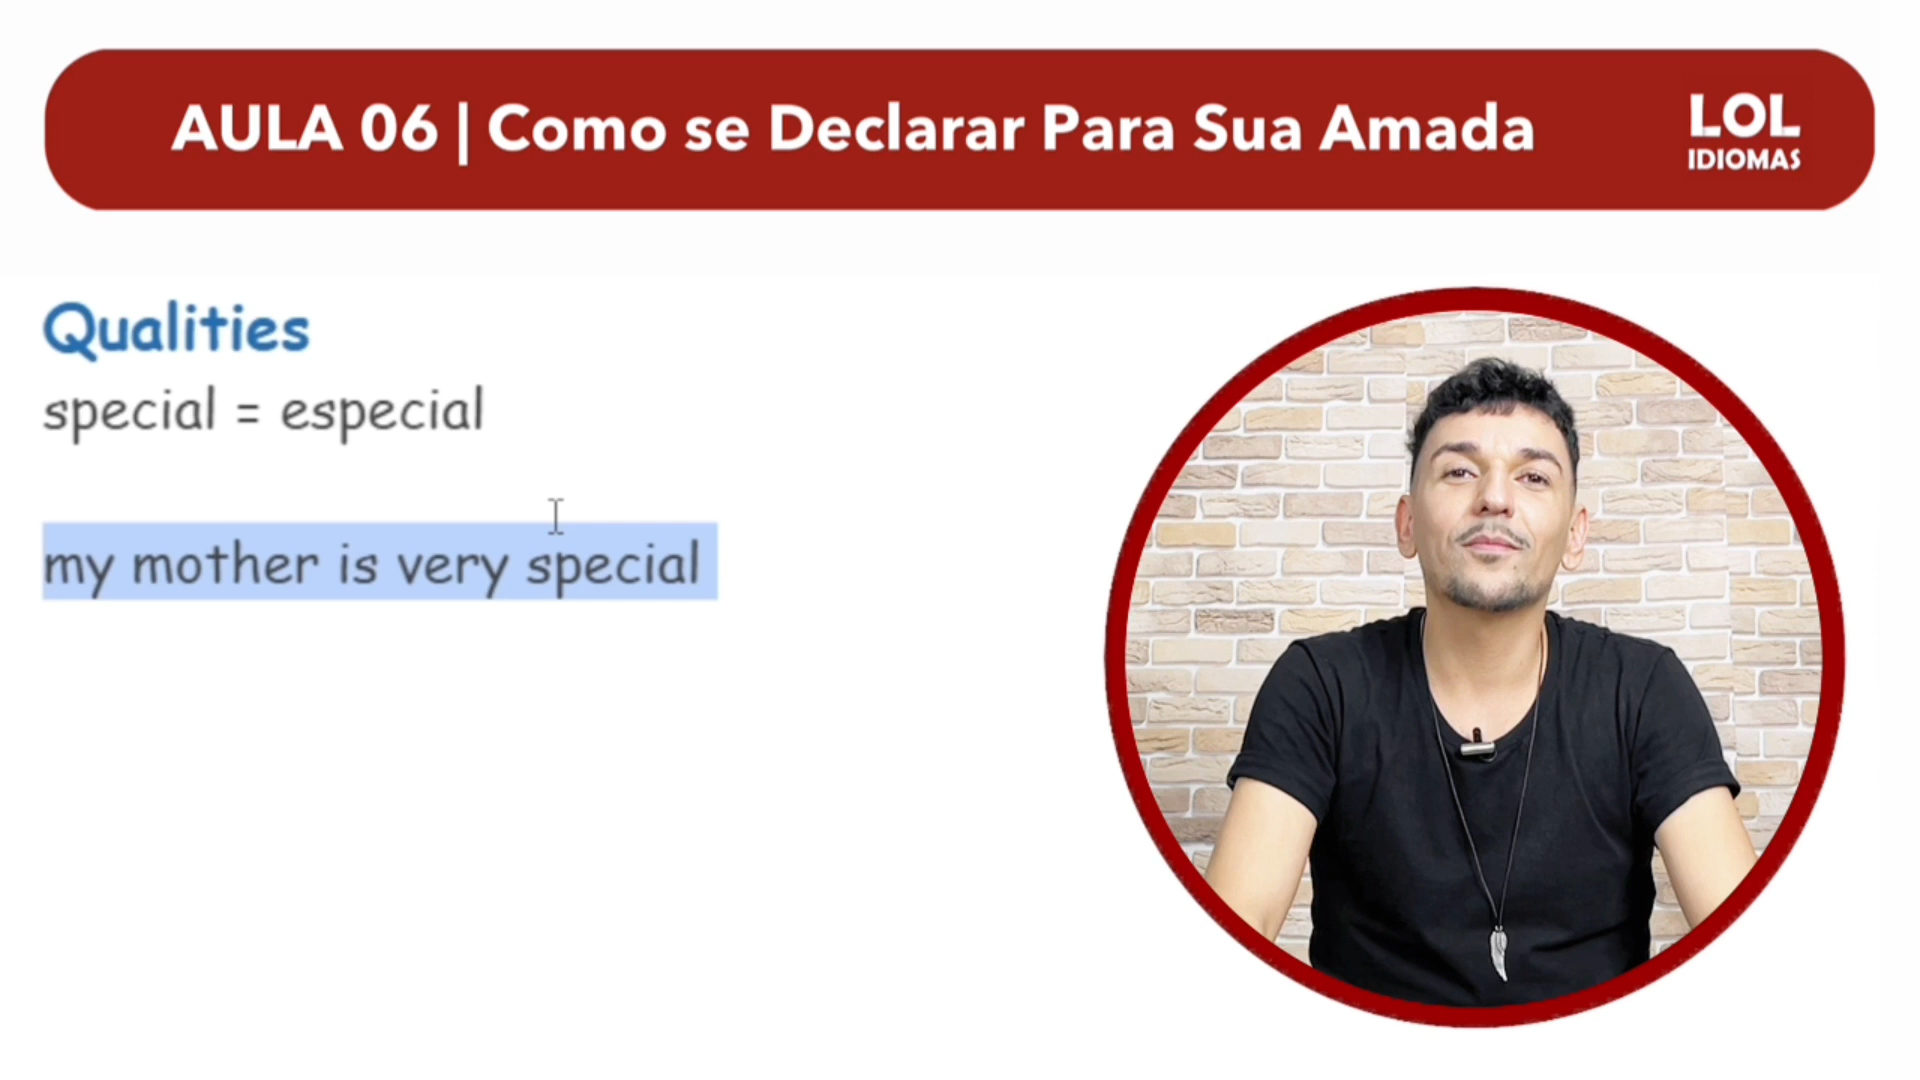 AULA 06 | Como se Declarar Para Sua Amada
LOL
IDIOMAS
Qualities
special = especial
my mother is very special